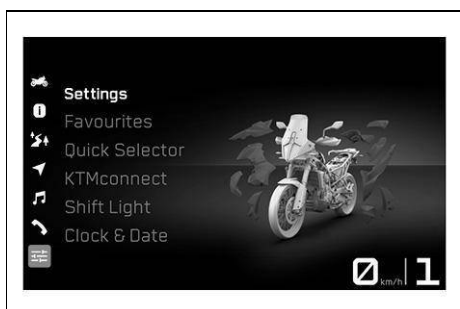 Settings
Favourites
Quick Selector
KTMconnect
Shift Light
Clock & Date
0 km/h 1